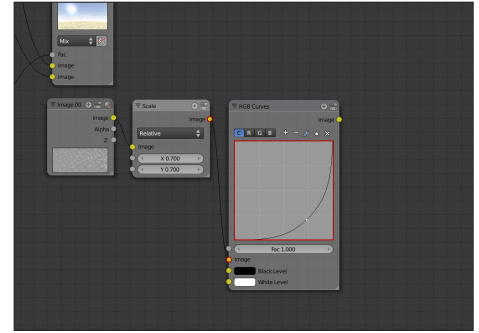 Mix
Fac
Image
Image
Image.00
Image
Alpha
Z
Scale
Image
Relative
Image
X 0.700
Y 0.700
RGB Curves
Image
C R G B
Fac 1.000
Image
Black Level
White Level